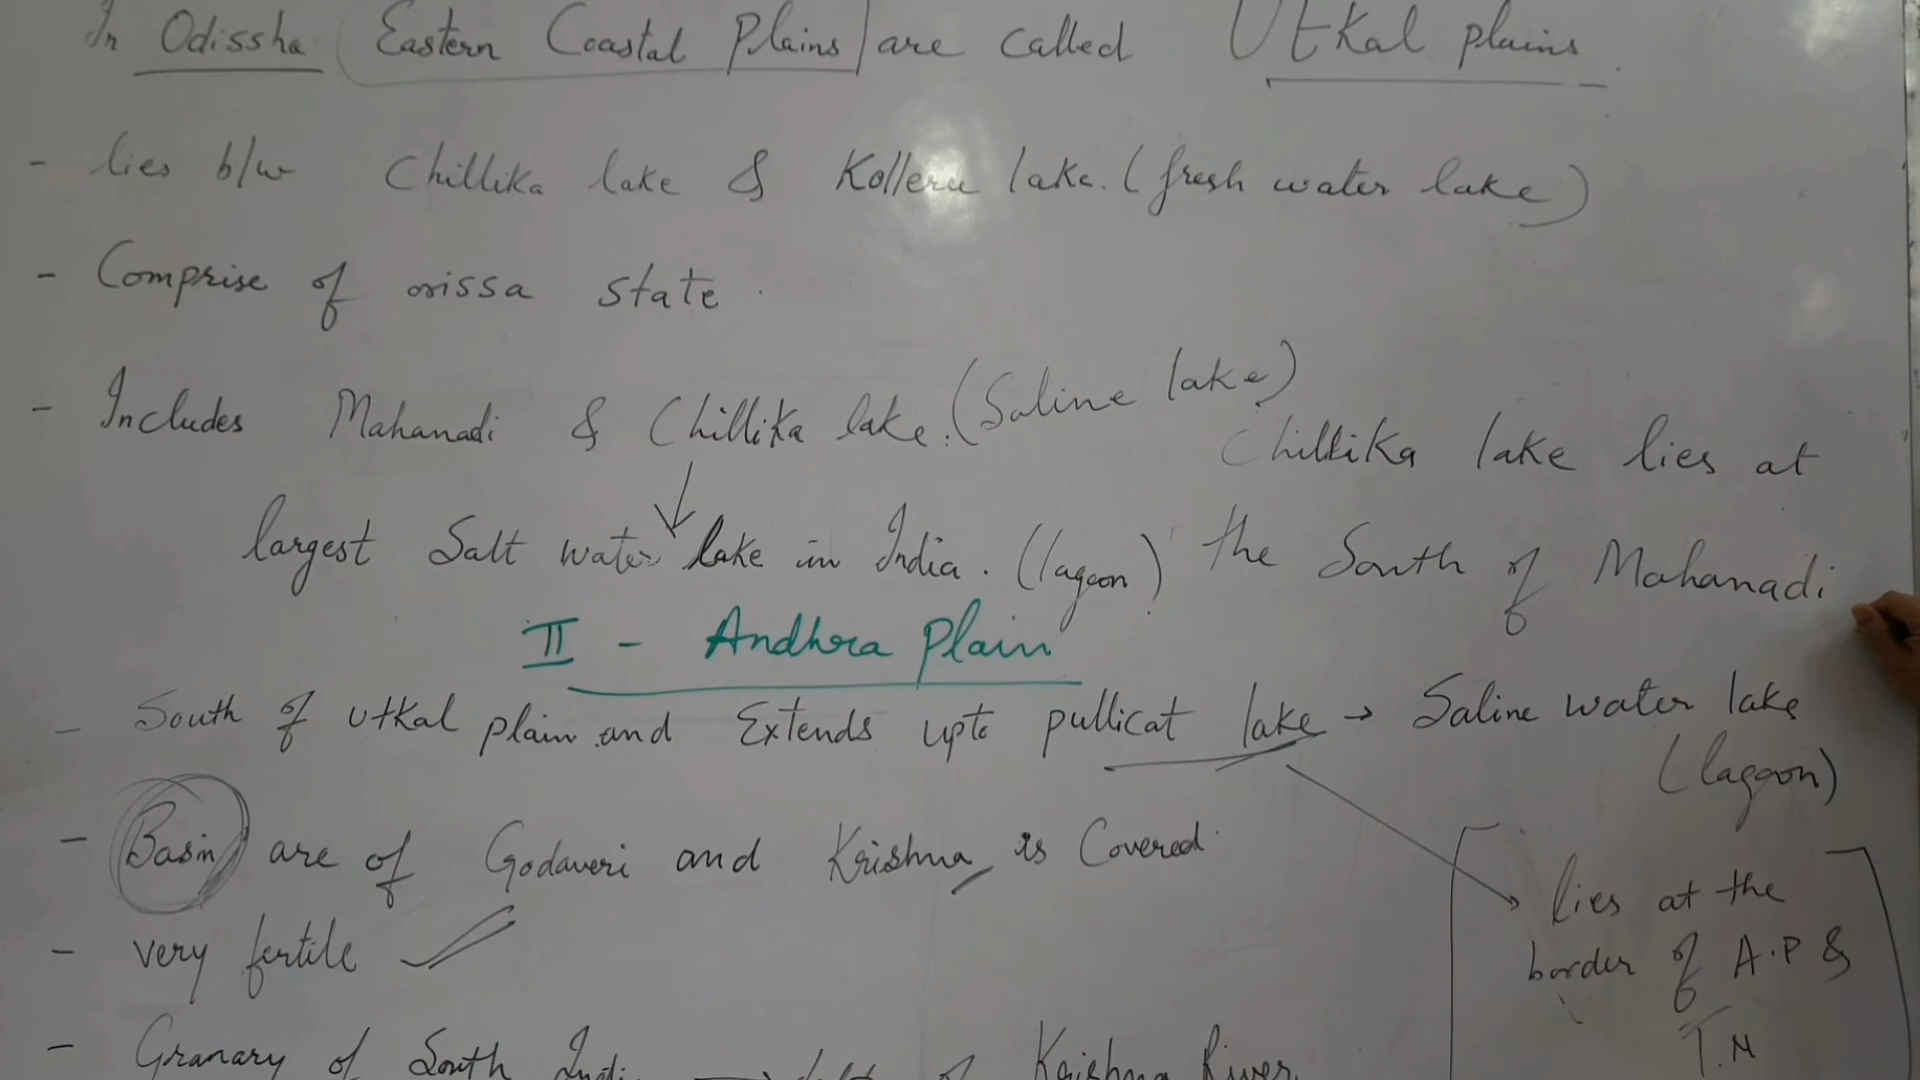 In Odissha Eastern Coastal Plains are called Utkal plains.
- lies b/w Chillika lake & Kolleru lake. (fresh water lake)
- Comprise of orissa state.
- Includes Mahanadi & Chillika lake. (Saline lake)
largest Salt water lake in India. (lagoon)
Chillika lake lies at
the South of Mahanadi
II - Andhra Plain
- South of Utkal plain and Extends upto pullicat lake → Saline water lake
(lagoon)
- Basin are of Godaveri and Krishna is Covered.
- very fertile
lies at the
border of A.P &
T.N
- Granary of South India → delta of Krishna River.